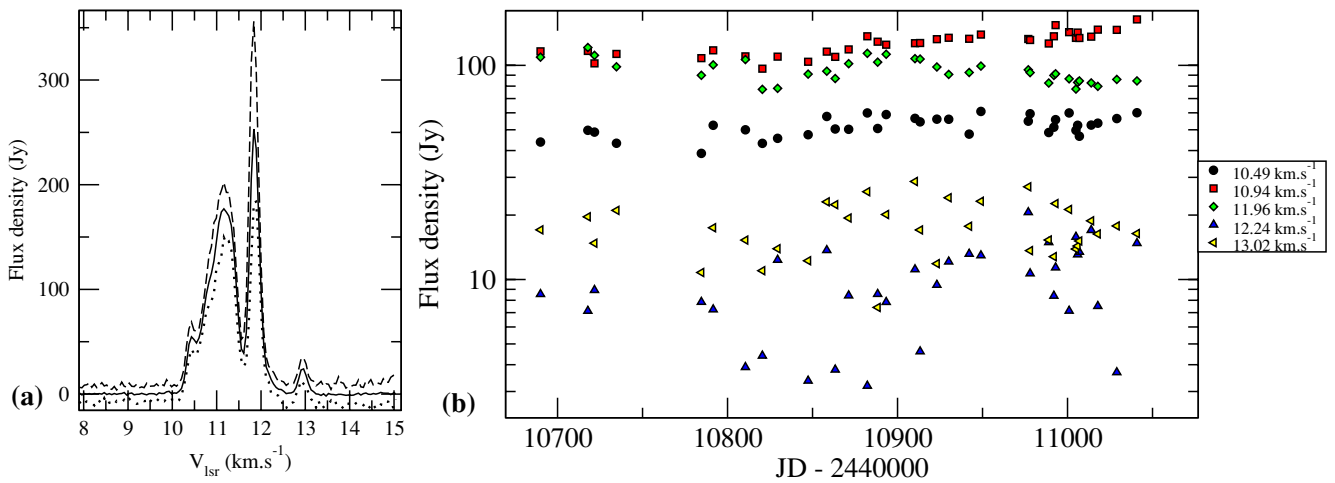 300
200
100
0
Flux density (Jy)
(a)
8 9 10 11 12 13 14 15
V_lsr (km.s⁻¹)
100
10
Flux density (Jy)
(b)
10700 10800 10900 11000
JD - 2440000
10.49 km.s⁻¹
10.94 km.s⁻¹
11.96 km.s⁻¹
12.24 km.s⁻¹
13.02 km.s⁻¹